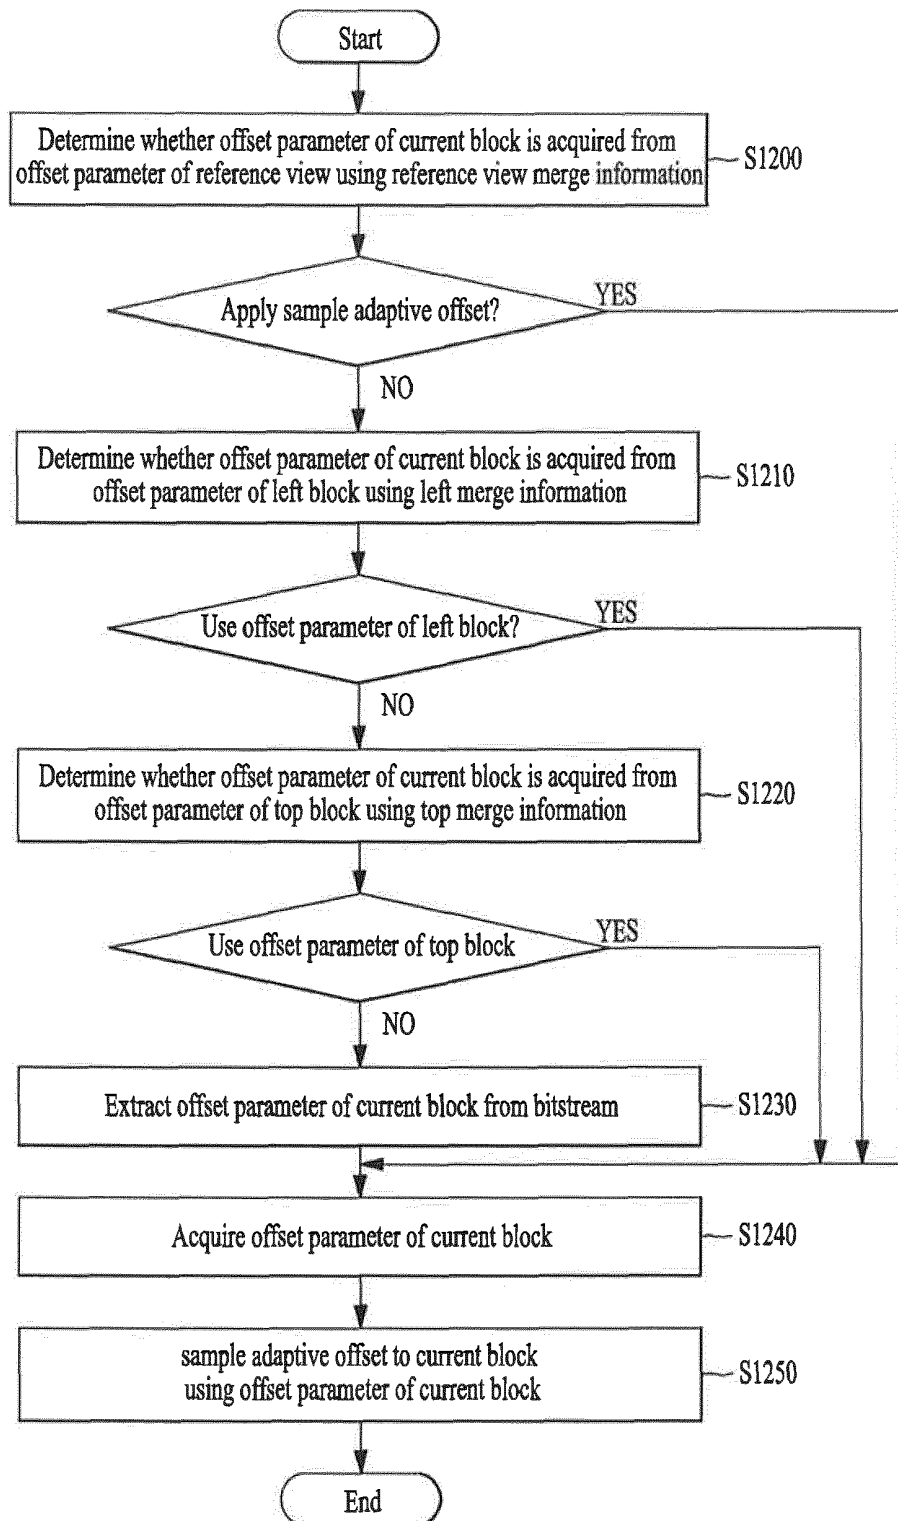 Start
Determine whether offset parameter of current block is acquired from
offset parameter of reference view using reference view merge information
S1200
Apply sample adaptive offset?
YES
NO
Determine whether offset parameter of current block is acquired from
offset parameter of left block using left merge information
S1210
Use offset parameter of left block?
YES
NO
Determine whether offset parameter of current block is acquired from
offset parameter of top block using top merge information
S1220
Use offset parameter of top block
YES
NO
Extract offset parameter of current block from bitstream
S1230
Acquire offset parameter of current block
S1240
sample adaptive offset to current block
using offset parameter of current block
S1250
End